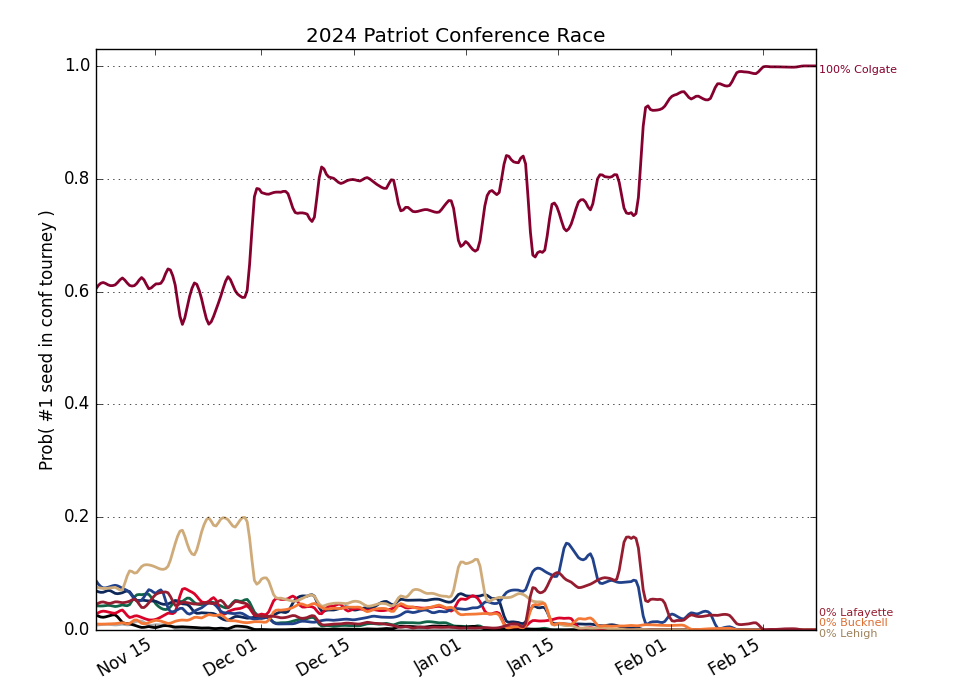 2024 Patriot Conference Race
Prob( #1 seed in conf tourney )
1.0
0.8
0.6
0.4
0.2
0.0
Nov 15
Dec 01
Dec 15
Jan 01
Jan 15
Feb 01
Feb 15
100% Colgate
0% Lafayette
0% Bucknell
0% Lehigh